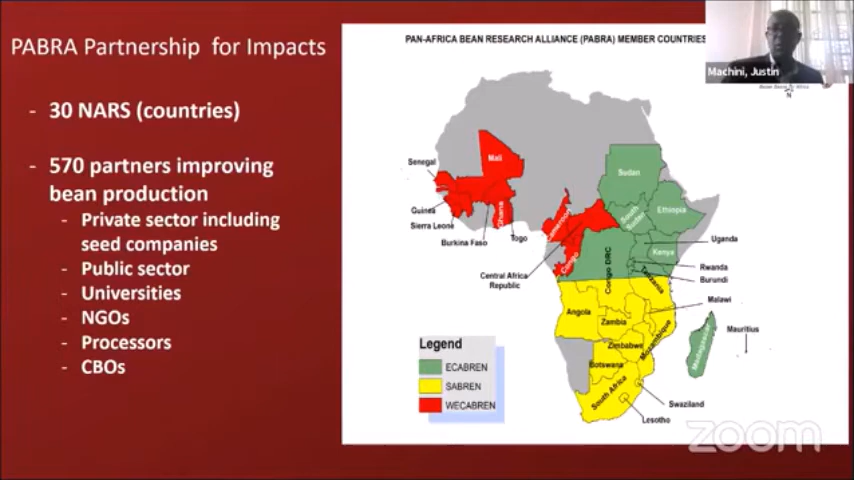 PABRA Partnership for Impacts
- 30 NARS (countries)
- 570 partners improving
bean production
- Private sector including
seed companies
- Public sector
- Universities
- NGOs
- Processors
- CBOs
PAN-AFRICA BEAN RESEARCH ALLIANCE (PABRA) MEMBER COUNTRIES
Machini, Justin
N
Senegal
Mali
Sudan
Guinea
Ghana
Cameroon
South
Sudan
Ethiopia
Sierra Leone
Burkina Faso
Togo
Uganda
Kenya
Central Africa
Republic
Congo
Congo DRC
Rwanda
Burundi
Tanzania
Malawi
Angola
Zambia
Mozambique
Madagascar
Mauritius
Zimbabwe
Botswana
South Africa
Swaziland
Lesotho
Legend
ECABREN
SABREN
WECABREN
zoom